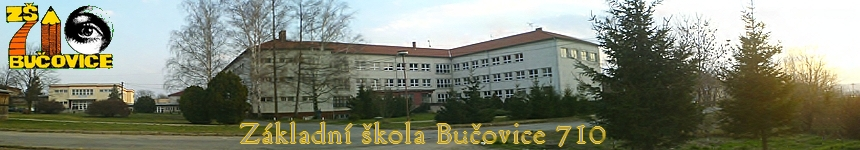 ZŠ
710
BUČOVICE
Základní škola Bučovice 710